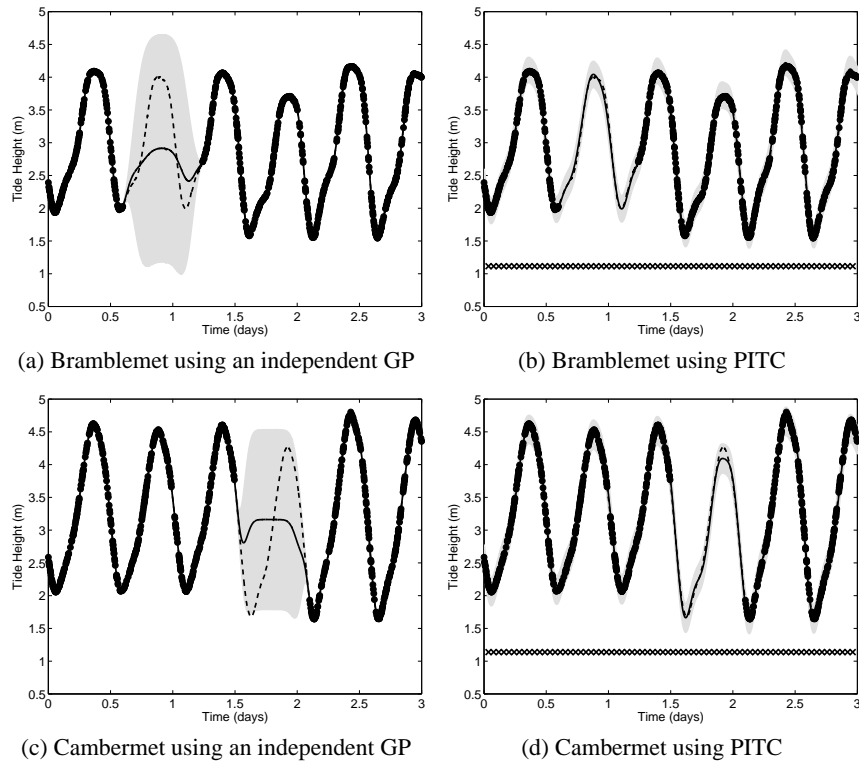 5
4.5
4
3.5
3
2.5
2
1.5
1
0.5
Tide Height (m)
0 0.5 1 1.5 2 2.5 3
Time (days)
(a) Bramblemet using an independent GP
5
4.5
4
3.5
3
2.5
2
1.5
1
0.5
Tide Height (m)
0 0.5 1 1.5 2 2.5 3
Time (days)
(b) Bramblemet using PITC
5
4.5
4
3.5
3
2.5
2
1.5
1
0.5
Tide Height (m)
0 0.5 1 1.5 2 2.5 3
Time (days)
(c) Cambermet using an independent GP
5
4.5
4
3.5
3
2.5
2
1.5
1
0.5
Tide Height (m)
0 0.5 1 1.5 2 2.5 3
Time (days)
(d) Cambermet using PITC